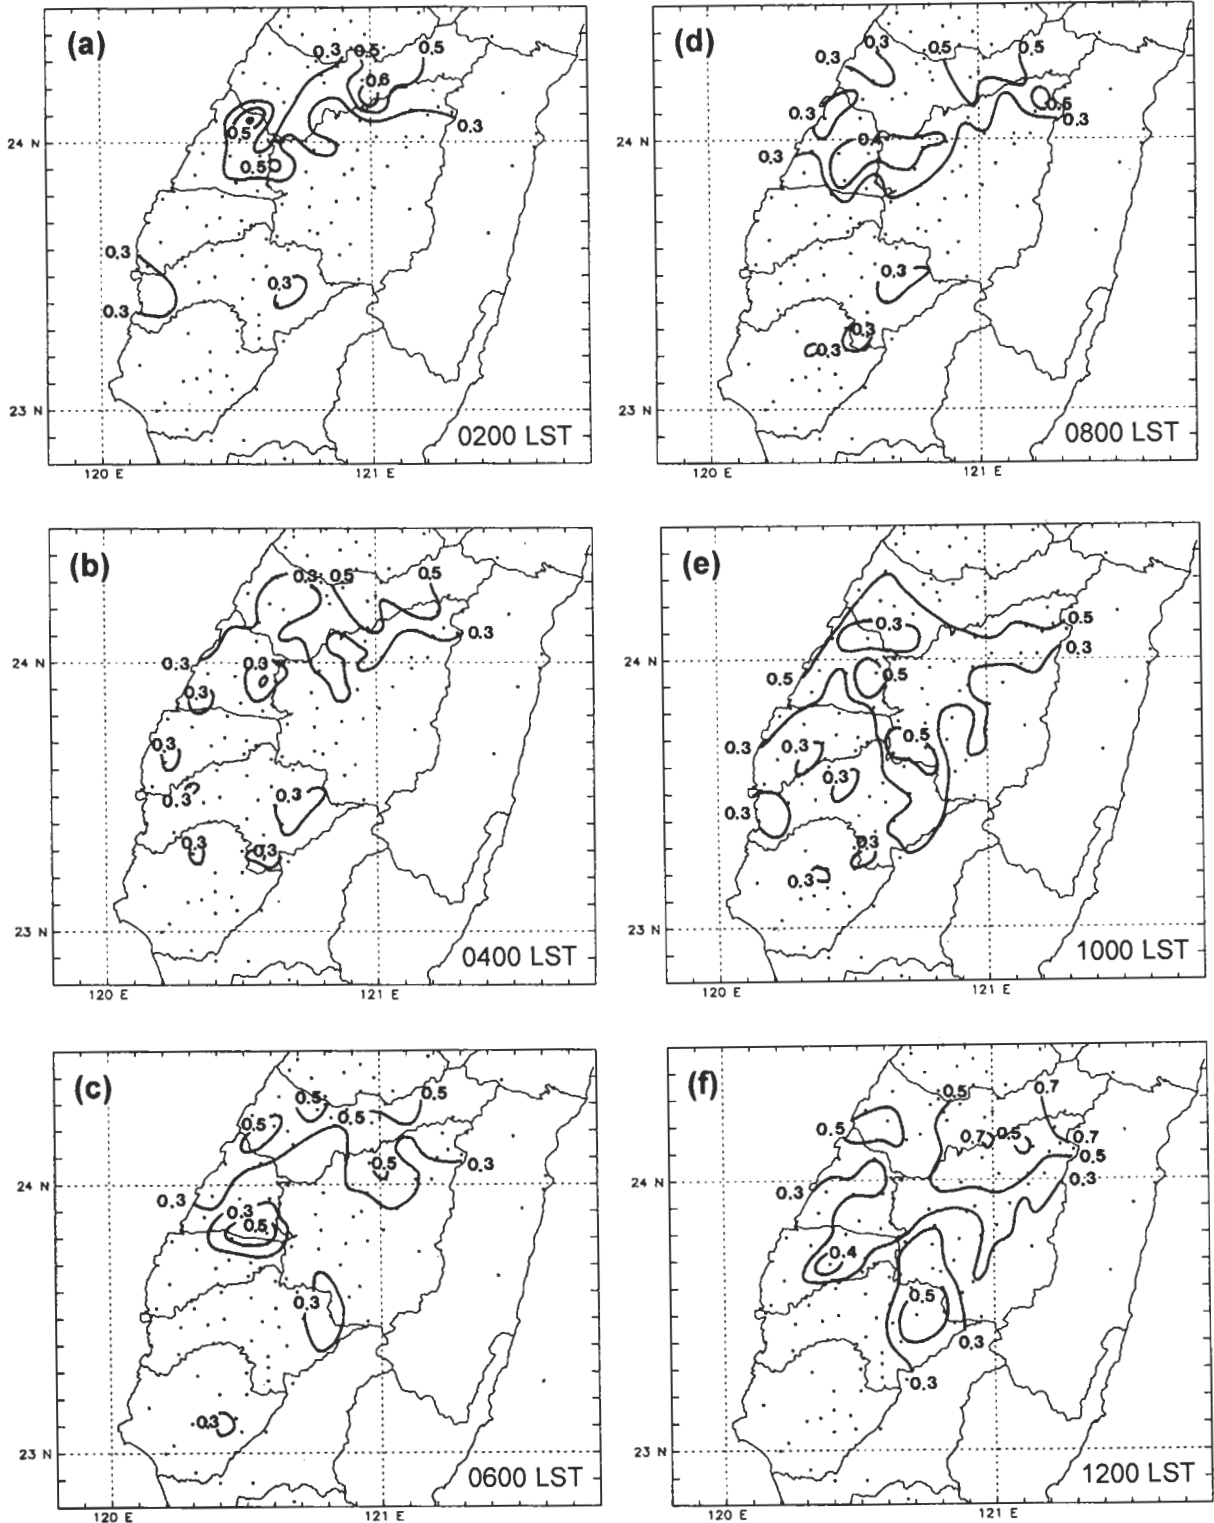 (a)
0.3 0.5 0.5
0.6
0.5
24 N
0.3
0.5
0.3
0.3
0.3
23 N
0200 LST
120 E 121 E
(d)
0.3 0.3 0.5 0.5
0.3 0.5
0.3
24 N
0.4
0.3
0.3
0.3
0.3
23 N
0800 LST
120 E 121 E
(b)
0.3 0.5 0.5
0.3
24 N
0.3 0.3
0.3
0.3
0.3 0.3
0.3 0.3
23 N
0400 LST
120 E 121 E
(e)
0.5
0.3
0.3
24 N
0.5 0.5
0.5
0.3 0.3
0.3
0.3
0.3
0.3
23 N
1000 LST
120 E 121 E
(c)
0.3 0.5
0.5 0.5
0.5 0.3
24 N
0.3
0.3
0.5
0.3
0.3
23 N
0600 LST
120 E 121 E
(f)
0.5 0.7
0.5 0.7 0.5 0.7
0.5
0.3 0.3
24 N
0.4
0.5
0.3
0.3
23 N
1200 LST
120 E 121 E